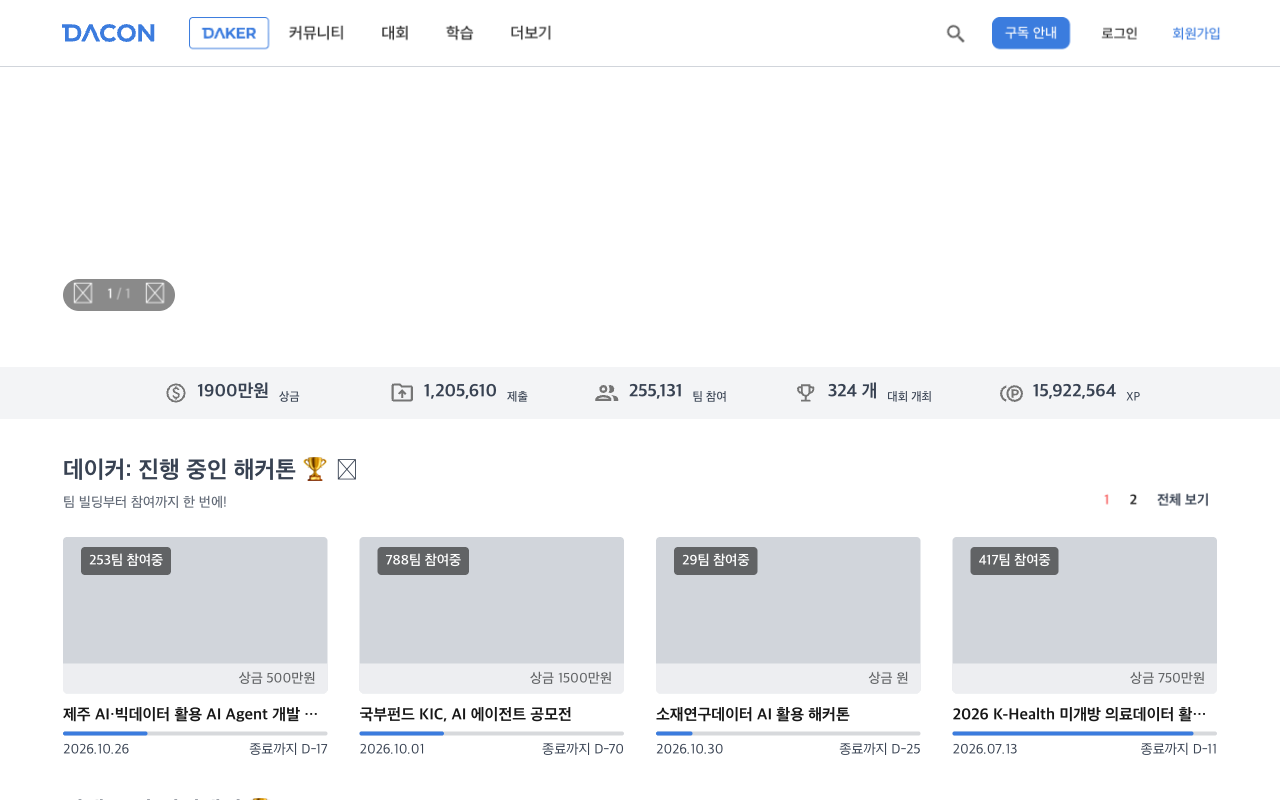 DACON
DAKER 커뮤니티 대회 학습 더보기
구독 안내 로그인 회원가입
1 / 1
1900만원 상금
1,205,610 제출
255,131 팀 참여
324 개 대회 개최
15,922,564 XP
데이커: 진행 중인 해커톤 🏆
팀 빌딩부터 참여까지 한 번에!
1 2 전체 보기
253팀 참여중
상금 500만원
제주 AI·빅데이터 활용 AI Agent 개발 ···
2026.10.26 종료까지 D-17
788팀 참여중
상금 1500만원
국부펀드 KIC, AI 에이전트 공모전
2026.10.01 종료까지 D-70
29팀 참여중
상금 원
소재연구데이터 AI 활용 해커톤
2026.10.30 종료까지 D-25
417팀 참여중
상금 750만원
2026 K-Health 미개방 의료데이터 활···
2026.07.13 종료까지 D-11